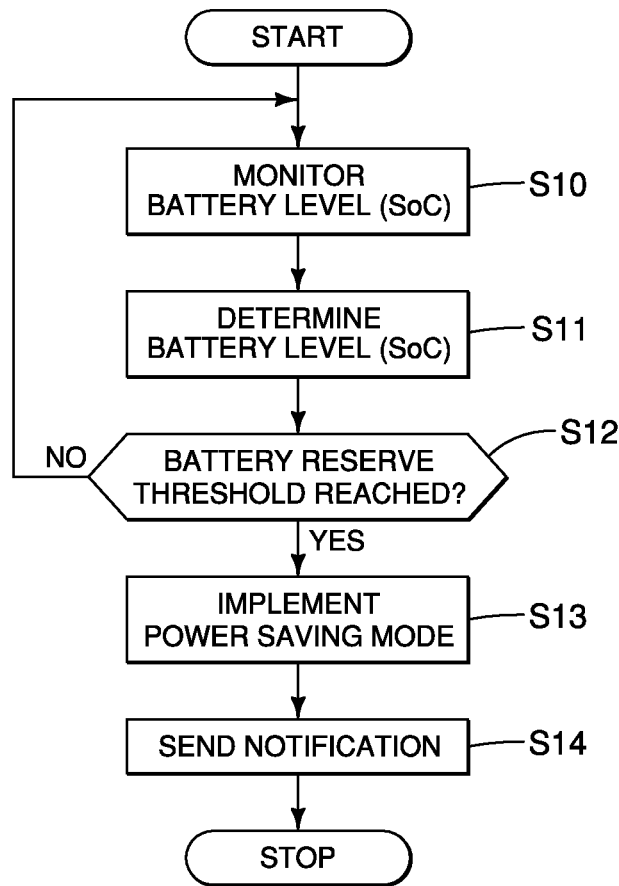 START
MONITOR
BATTERY LEVEL (SoC)
S10
DETERMINE
BATTERY LEVEL (SoC)
S11
S12
NO
BATTERY RESERVE
THRESHOLD REACHED?
YES
IMPLEMENT
POWER SAVING MODE
S13
SEND NOTIFICATION
S14
STOP